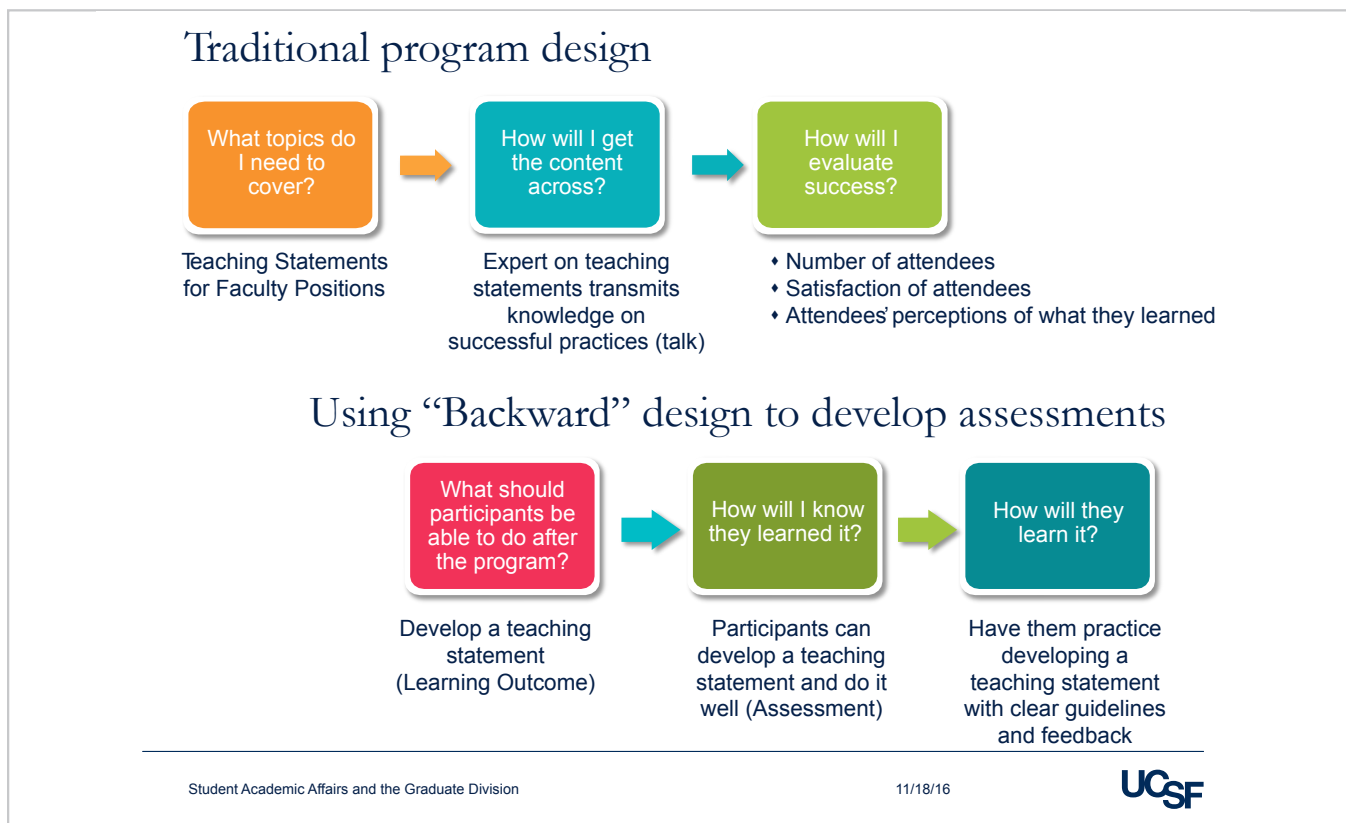 Traditional program design
What topics do
I need to
cover?
How will I get
the content
across?
How will I
evaluate
success?
Teaching Statements
for Faculty Positions
Expert on teaching
statements transmits
knowledge on
successful practices (talk)
♦ Number of attendees
♦ Satisfaction of attendees
♦ Attendees’ perceptions of what they learned
Using “Backward” design to develop assessments
What should
participants be
able to do after
the program?
How will I know
they learned it?
How will they
learn it?
Develop a teaching
statement
(Learning Outcome)
Participants can
develop a teaching
statement and do it
well (Assessment)
Have them practice
developing a
teaching statement
with clear guidelines
and feedback
Student Academic Affairs and the Graduate Division
11/18/16
UCSF